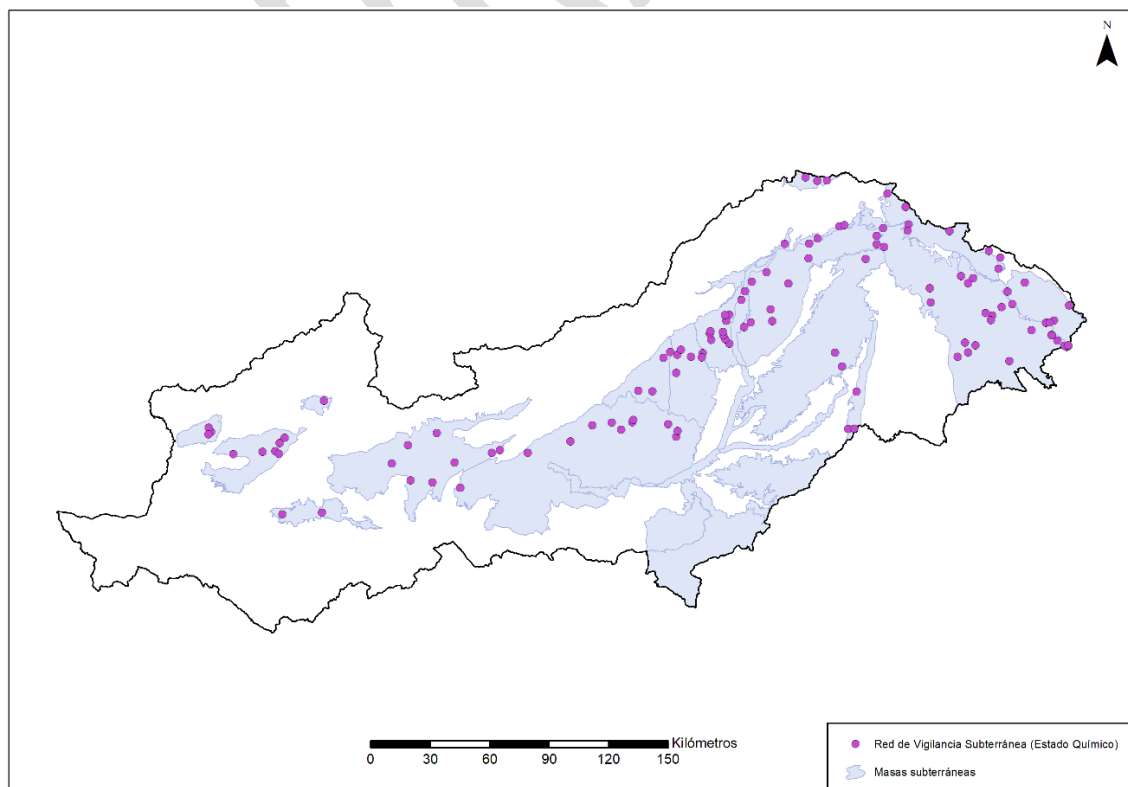 N
Kilómetros
0 30 60 90 120 150
Red de Vigilancia Subterránea (Estado Químico)
Masas subterráneas